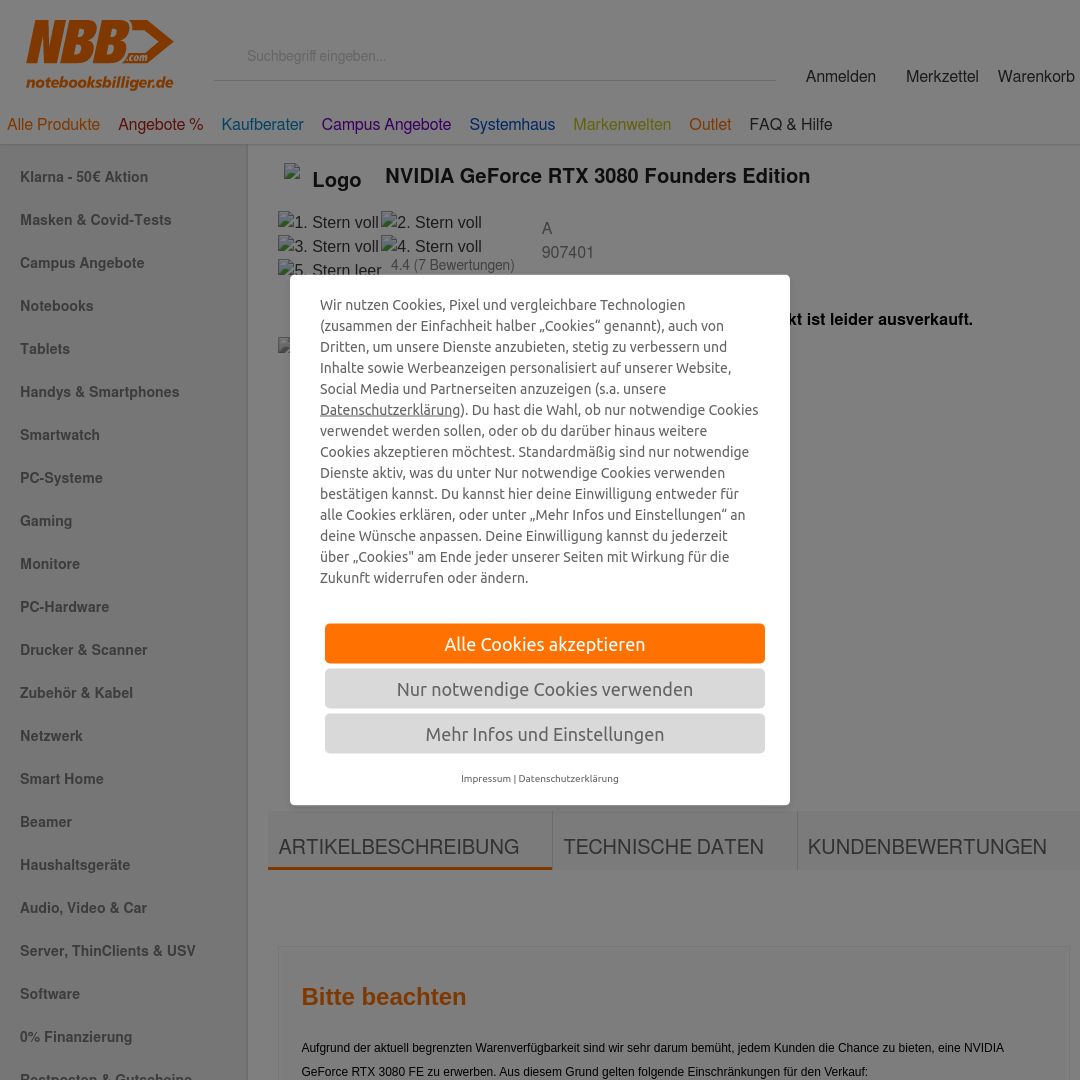 NBB
.com
notebooksbilliger.de
Suchbegriff eingeben...
Anmelden
Merkzettel
Warenkorb
Alle Produkte
Angebote %
Kaufberater
Campus Angebote
Systemhaus
Markenwelten
Outlet
FAQ & Hilfe
Klarna - 50€ Aktion
Masken & Covid-Tests
Campus Angebote
Notebooks
Tablets
Handys & Smartphones
Smartwatch
PC-Systeme
Gaming
Monitore
PC-Hardware
Drucker & Scanner
Zubehör & Kabel
Netzwerk
Smart Home
Beamer
Haushaltsgeräte
Audio, Video & Car
Server, ThinClients & USV
Software
0% Finanzierung
Restposten & Gutscheine
Logo
NVIDIA GeForce RTX 3080 Founders Edition
1. Stern voll 2. Stern voll
3. Stern voll 4. Stern voll
5. Stern leer 4.4 (7 Bewertungen)
A
907401
ist leider ausverkauft.
Wir nutzen Cookies, Pixel und vergleichbare Technologien
(zusammen der Einfachheit halber „Cookies“ genannt), auch von
Dritten, um unsere Dienste anzubieten, stetig zu verbessern und
Inhalte sowie Werbeanzeigen personalisiert auf unserer Website,
Social Media und Partnerseiten anzuzeigen (s.a. unsere
Datenschutzerklärung). Du hast die Wahl, ob nur notwendige Cookies
verwendet werden sollen, oder ob du darüber hinaus weitere
Cookies akzeptieren möchtest. Standardmäßig sind nur notwendige
Dienste aktiv, was du unter Nur notwendige Cookies verwenden
bestätigen kannst. Du kannst hier deine Einwilligung entweder für
alle Cookies erklären, oder unter „Mehr Infos und Einstellungen“ an
deine Wünsche anpassen. Deine Einwilligung kannst du jederzeit
über „Cookies" am Ende jeder unserer Seiten mit Wirkung für die
Zukunft widerrufen oder ändern.
Alle Cookies akzeptieren
Nur notwendige Cookies verwenden
Mehr Infos und Einstellungen
Impressum | Datenschutzerklärung
ARTIKELBESCHREIBUNG
TECHNISCHE DATEN
KUNDENBEWERTUNGEN
Bitte beachten
Aufgrund der aktuell begrenzten Warenverfügbarkeit sind wir sehr darum bemüht, jedem Kunden die Chance zu bieten, eine NVIDIA
GeForce RTX 3080 FE zu erwerben. Aus diesem Grund gelten folgende Einschränkungen für den Verkauf: